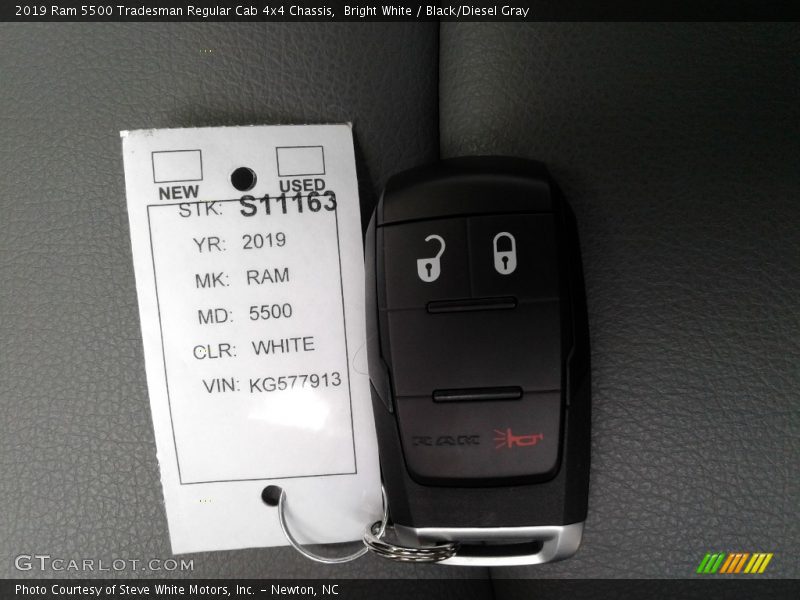 2019 Ram 5500 Tradesman Regular Cab 4x4 Chassis,  Bright White / Black/Diesel Gray
NEW
USED
STK: S11163
YR: 2019
MK: RAM
MD: 5500
CLR: WHITE
VIN: KG577913
RAM
GTCARLOT.COM
Photo Courtesy of Steve White Motors, Inc. – Newton, NC